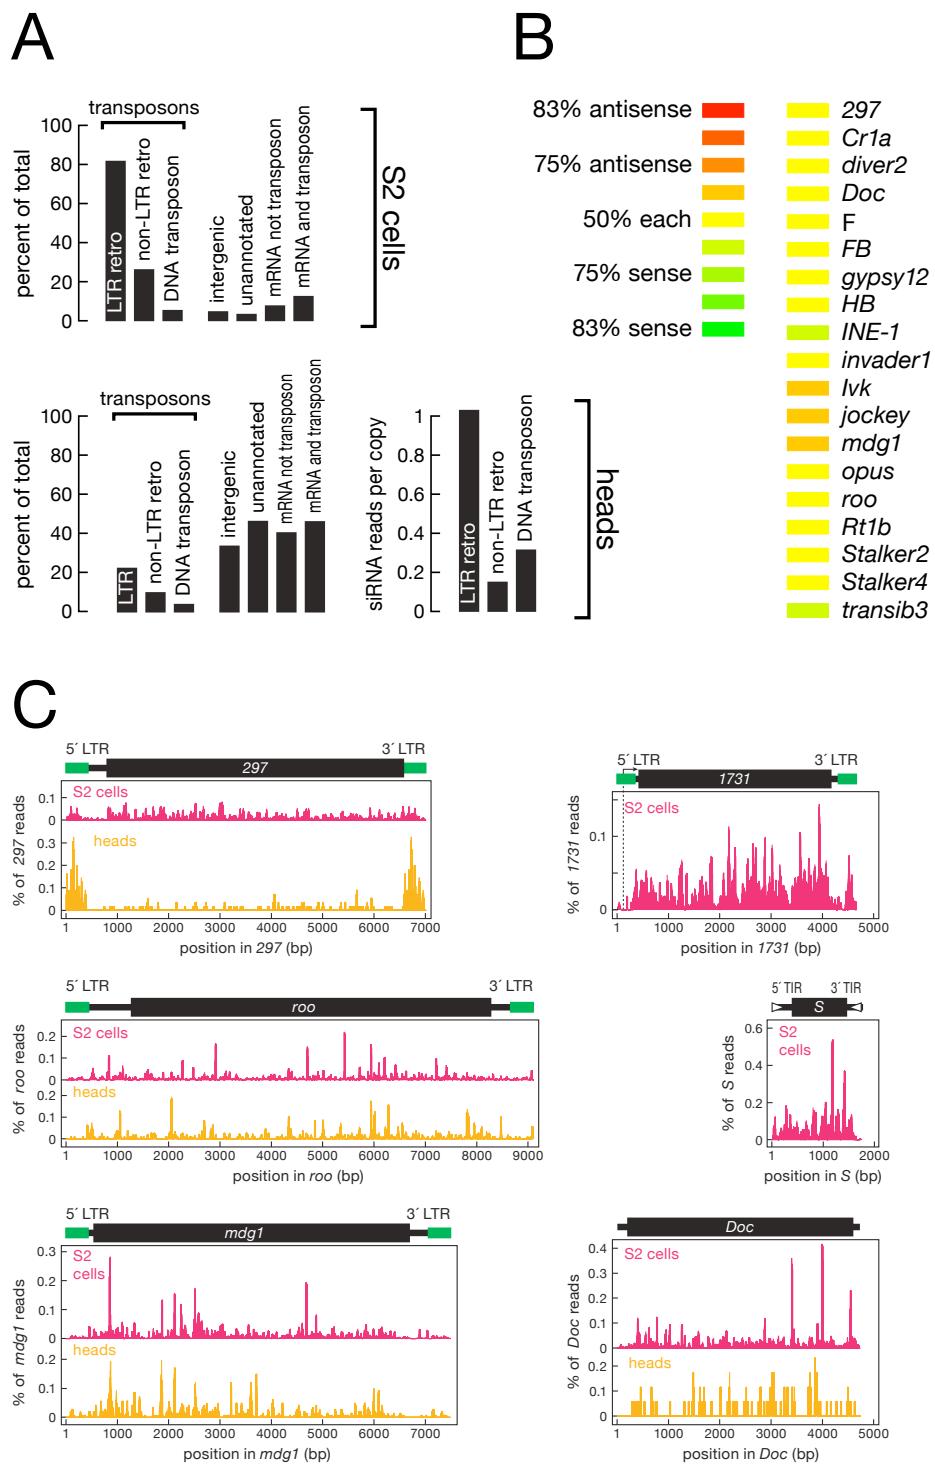 A
transposons
percent of total
100
80
60
40
20
0
LTR retro
non-LTR retro
DNA transposon
intergenic
unannotated
mRNA not transposon
mRNA and transposon
S2 cells
transposons
percent of total
100
80
60
40
20
0
LTR
non-LTR retro
DNA transposon
intergenic
unannotated
mRNA not transposon
mRNA and transposon
siRNA reads per copy
1
0.8
0.6
0.4
0.2
0
LTR retro
non-LTR retro
DNA transposon
heads
B
83% antisense
75% antisense
50% each
75% sense
83% sense
297
Cr1a
diver2
Doc
F
FB
gypsy12
HB
INE-1
invader1
Ivk
jockey
mdg1
opus
roo
Rt1b
Stalker2
Stalker4
transib3
C
5´ LTR 3´ LTR
297
% of 297 reads
S2 cells
0.1
0
heads
0.3
0.2
0.1
0
1 1000 2000 3000 4000 5000 6000 7000
position in 297 (bp)
5´ LTR 3´ LTR
1731
% of 1731 reads
S2 cells
0.1
0
1 1000 2000 3000 4000 5000
position in 1731 (bp)
5´ LTR 3´ LTR
roo
% of roo reads
S2 cells
0.2
0.1
0
heads
0.2
0.1
0
1 1000 2000 3000 4000 5000 6000 7000 8000 9000
position in roo (bp)
5´ TIR 3´ TIR
S
% of S reads
0.6
S2
cells
0.4
0.2
0
1 1000 2000
position in S (bp)
5´ LTR 3´ LTR
mdg1
% of mdg1 reads
0.3
S2
cells
0.2
0.1
0
heads
0.2
0.1
0
1 1000 2000 3000 4000 5000 6000 7000
position in mdg1 (bp)
Doc
% of Doc reads
S2 cells
0.4
0.3
0.2
0.1
0
heads
0.2
0.1
0
1 1000 2000 3000 4000 5000
position in Doc (bp)